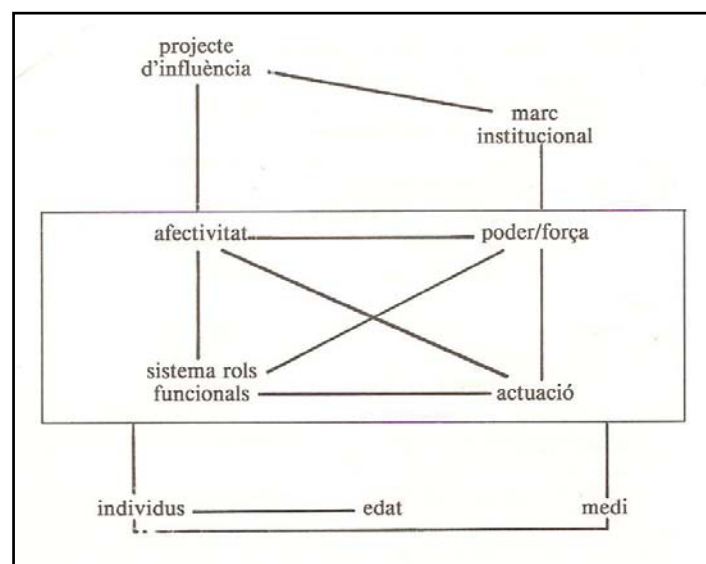 projecte
d'influència
marc
institucional
afectivitat
poder/força
sistema rols
funcionals
actuació
individus
edat
medi